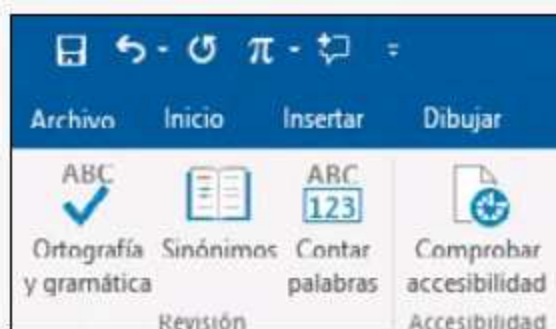 π
Archivo Inicio Insertar Dibujar
ABC ABC
123
Ortografía Sinónimos Contar Comprobar
y gramática palabras accesibilidad
Revisión Accesibilidad